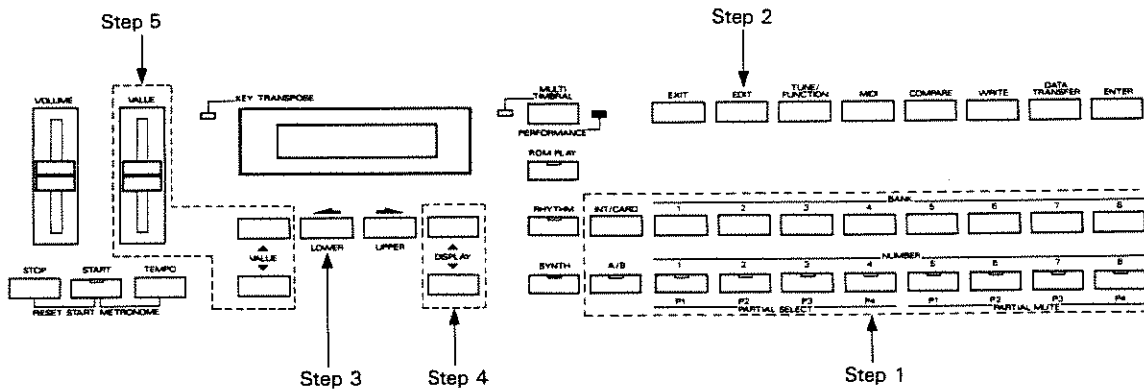 Step 5
Step 2
VOLUME
VALUE
KEY TRANSPOSE
MULTI
TIMBRAL
EXIT
EDIT
TUNE/
FUNCTION
MIDI
COMPARE
WRITE
DATA
TRANSFER
ENTER
PERFORMANCE
ROM PLAY
RHYTHM
INT/CARD
1 2 3 4 5 6 7 8
BANK
LOWER
UPPER
VALUE
DISPLAY
STOP
START
TEMPO
RESET START METRONOME
SYNTH
A/B
NUMBER
1 2 3 4 5 6 7 8
P1 P2 P3 P4 P1 P2 P3 P4
PARTIAL SELECT
PARTIAL MUTE
Step 3
Step 4
Step 1